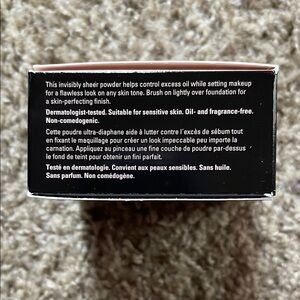 This invisibly sheer powder helps control excess oil while setting makeup
for a flawless look on any skin tone. Brush on lightly over foundation for
a skin-perfecting finish.
Dermatologist-tested. Suitable for sensitive skin. Oil- and fragrance-free.
Non-comedogenic.
Cette poudre ultra-diaphane aide à lutter contre l'excès de sébum tout
en fixant le maquillage pour créer un look impeccable peu importe la
carnation. Appliquez au pinceau une fine couche de poudre par-dessus
le fond de teint pour obtenir un fini parfait.
Testé en dermatologie. Convient aux peaux sensibles. Sans huile.
Sans parfum. Non comédogène.